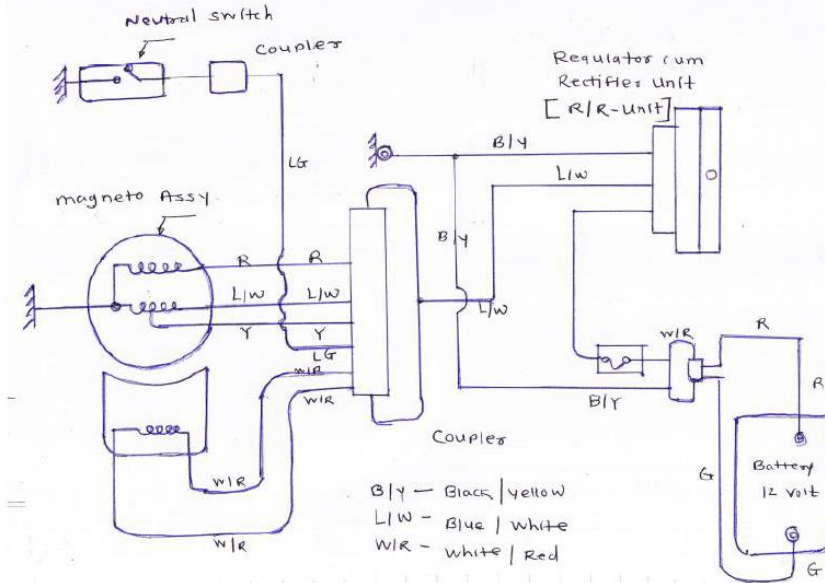 Neutral switch
Coupler
Regulator cum
Rectifier Unit
[R/R-Unit]
B/Y
LG
L/W
magneto Assy
B/Y
R
R
L/W
L/W
L/W
Y
Y
LG
W/R
W/R
W/R
R
R
B/Y
Coupler
W/R
W/R
G
Battery
12 volt
G
B/Y - Black/yellow
L/W - Blue/white
W/R - white/Red